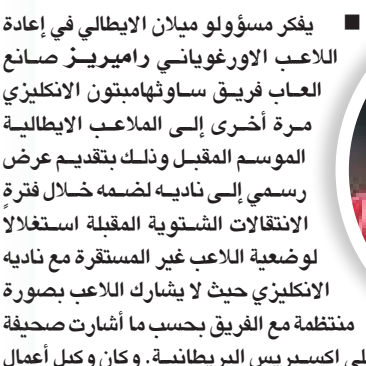 ■ يفكر مسؤولو ميلان الايطالي في إعادة
اللاعب الاورغوياني راميريز صانع
العاب فريق ساوثهامبتون الانكليزي
مرة أخرى إلى الملاعب الايطالية
الموسم المقبل وذلك بتقديم عرض
رسمي إلى ناديه لضمه خلال فترة
الانتقالات الشتوية المقبلة استغلالا
لوضعية اللاعب غير المستقرة مع ناديه
الانكليزي حيث لا يشارك اللاعب بصورة
منتظمة مع الفريق بحسب ما أشارت صحيفة
اكسبريس البريطانية. وكان وكيل أعمال